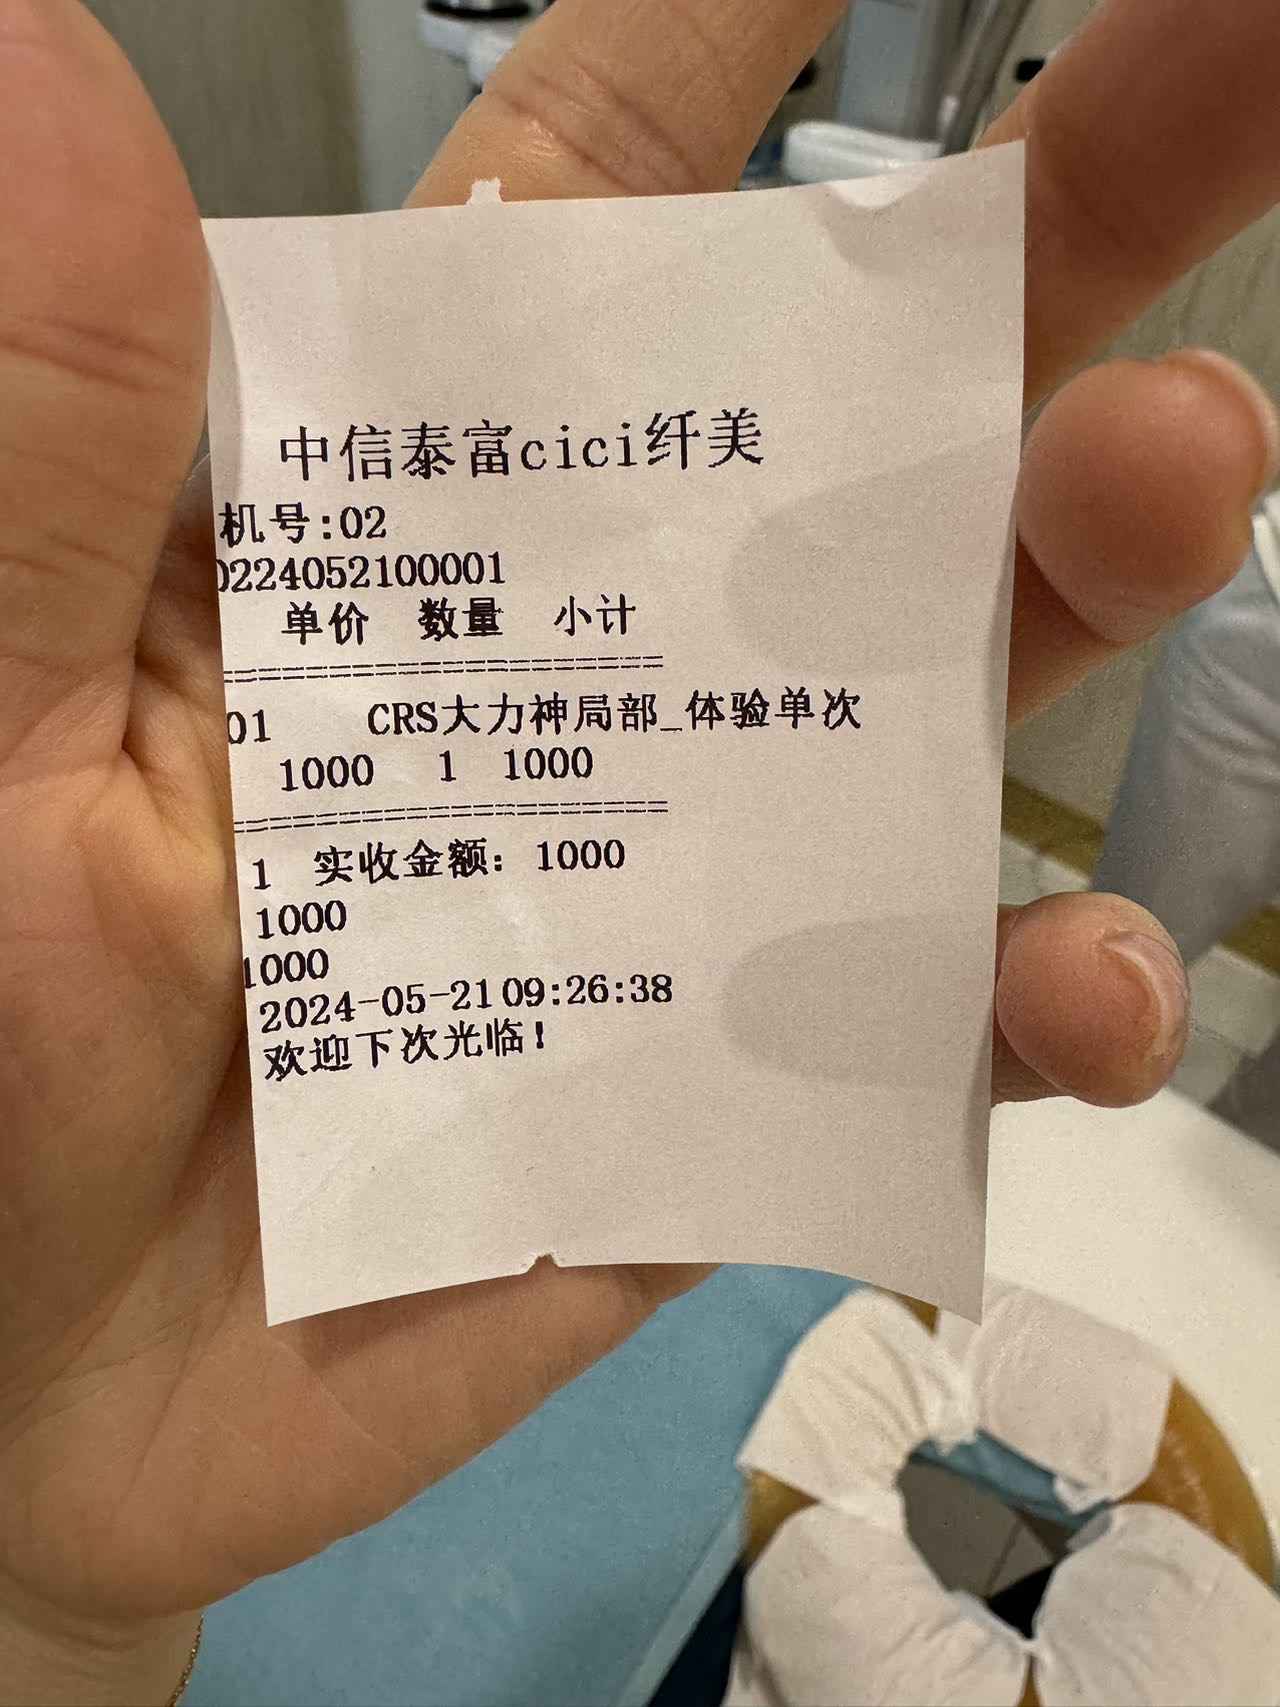 中信泰富cici纤美
机号:02
0224052100001
单价 数量 小计
01 CRS大力神局部_体验单次
1000 1 1000
1 实收金额: 1000
1000
1000
2024-05-21 09:26:38
欢迎下次光临!